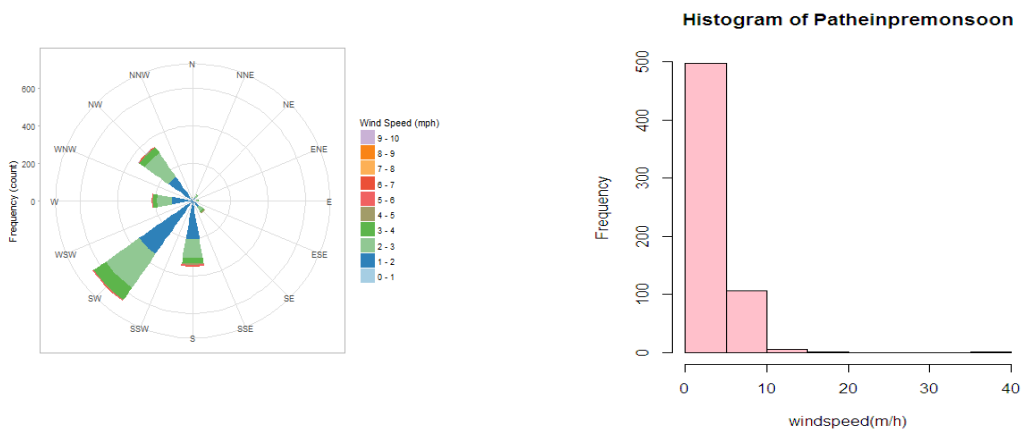 Histogram of Patheinpremonsoon
N
NNW
NNE
NW
NE
WNW
ENE
W
E
WSW
ESE
SW
SE
SSW
SSE
S
600
400
200
0
Frequency (count)
Wind Speed (mph)
9 - 10
8 - 9
7 - 8
6 - 7
5 - 6
4 - 5
3 - 4
2 - 3
1 - 2
0 - 1
500
400
300
200
100
0
Frequency
0 10 20 30 40
windspeed(m/h)